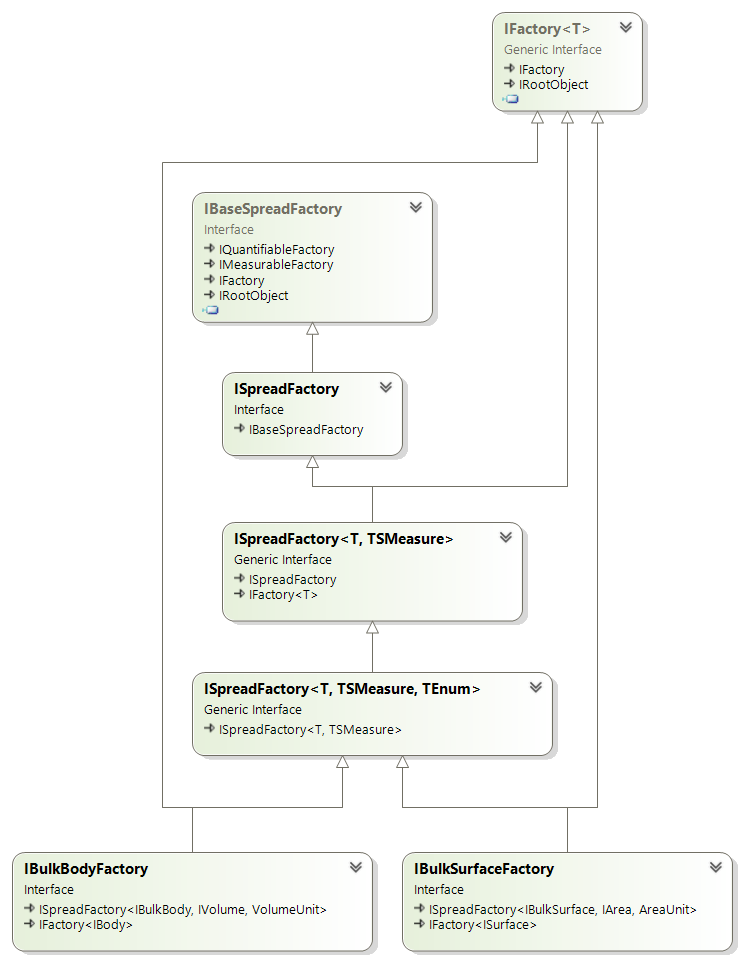 IFactory<T>
Generic Interface
IFactory
IRootObject
IBaseSpreadFactory
Interface
IQuantifiableFactory
IMeasurableFactory
IFactory
IRootObject
ISpreadFactory
Interface
IBaseSpreadFactory
ISpreadFactory<T, TSMeasure>
Generic Interface
ISpreadFactory
IFactory<T>
ISpreadFactory<T, TSMeasure, TEnum>
Generic Interface
ISpreadFactory<T, TSMeasure>
IBulkBodyFactory
Interface
ISpreadFactory<IBulkBody, IVolume, VolumeUnit>
IFactory<IBody>
IBulkSurfaceFactory
Interface
ISpreadFactory<IBulkSurface, IArea, AreaUnit>
IFactory<ISurface>